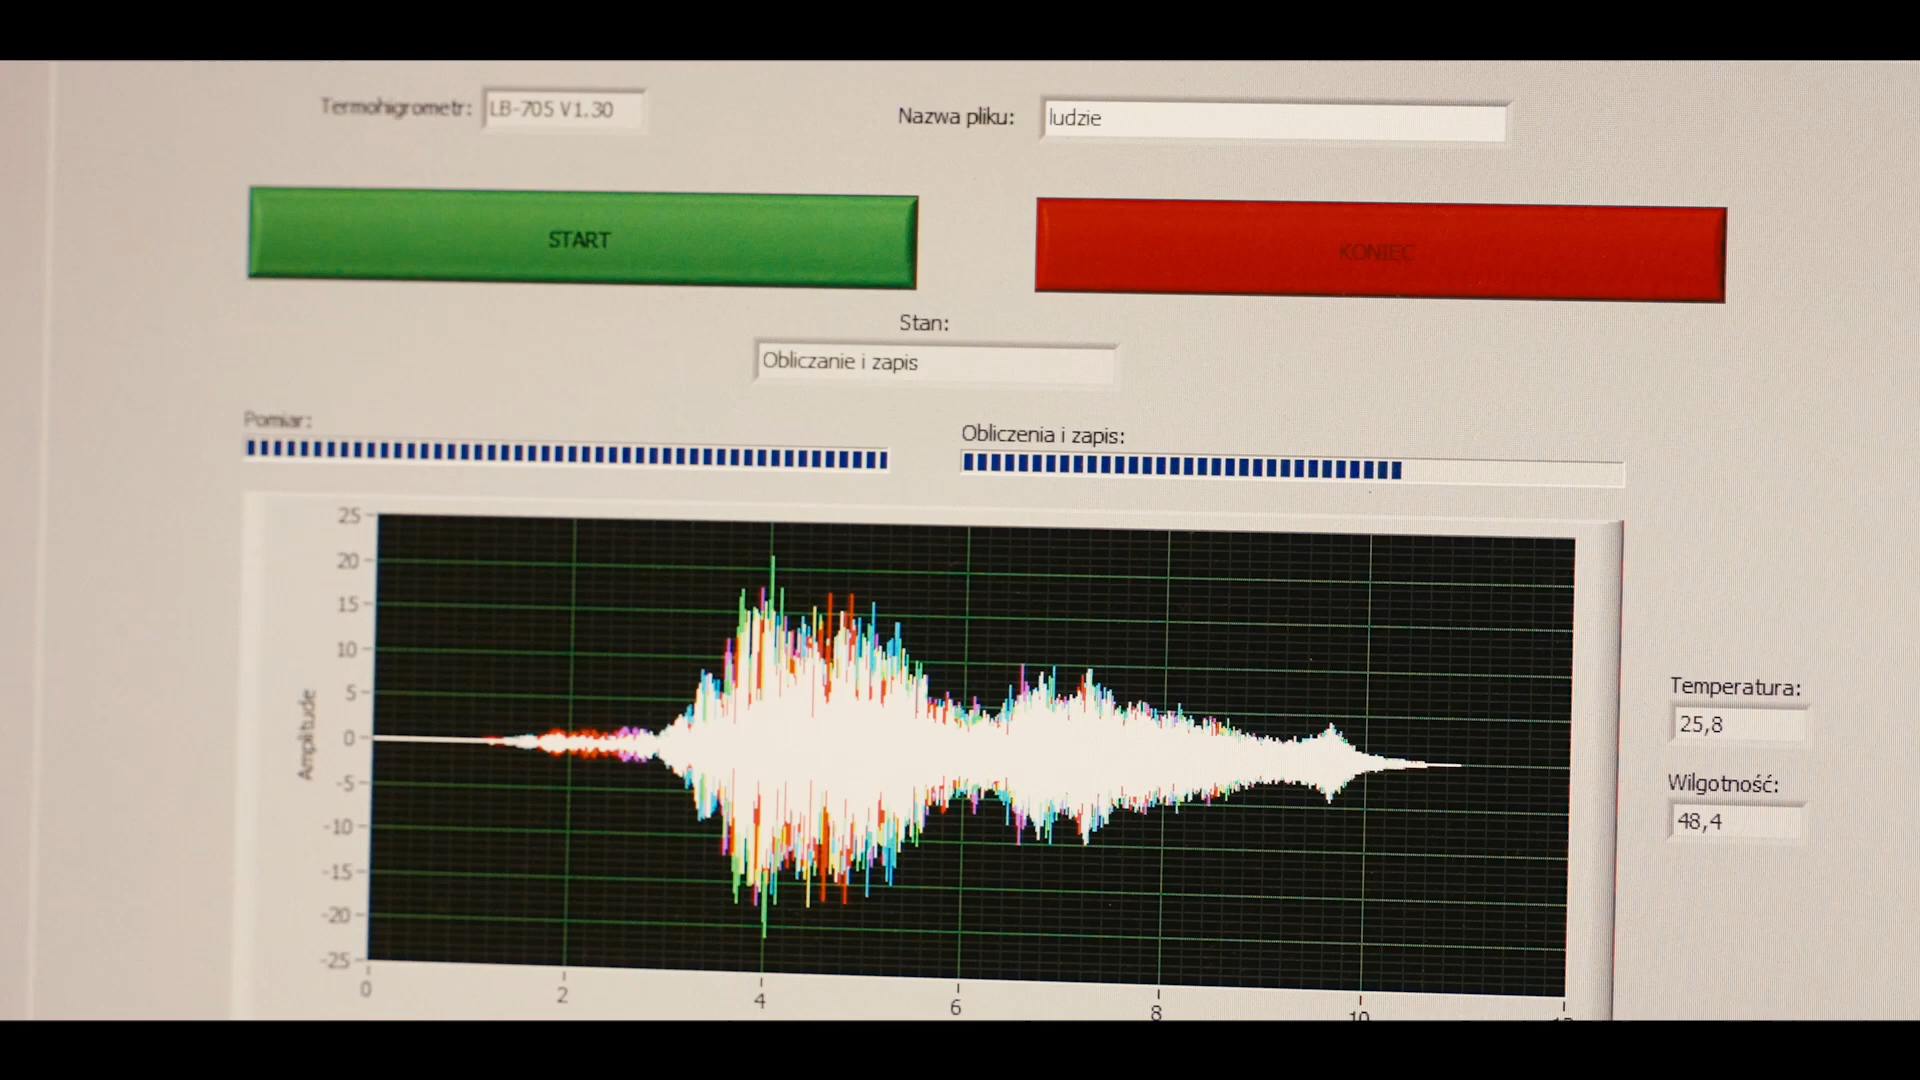 Termohigrometr: LB-705 V1.30
Nazwa pliku: ludzie
START
KONIEC
Stan:
Obliczanie i zapis
Pomiar:
Obliczenia i zapis:
25
20
15
10
5
0
-5
-10
-15
-20
-25
Amplitude
0 2 4 6 8 10
Temperatura:
25,8
Wilgotność:
48,4